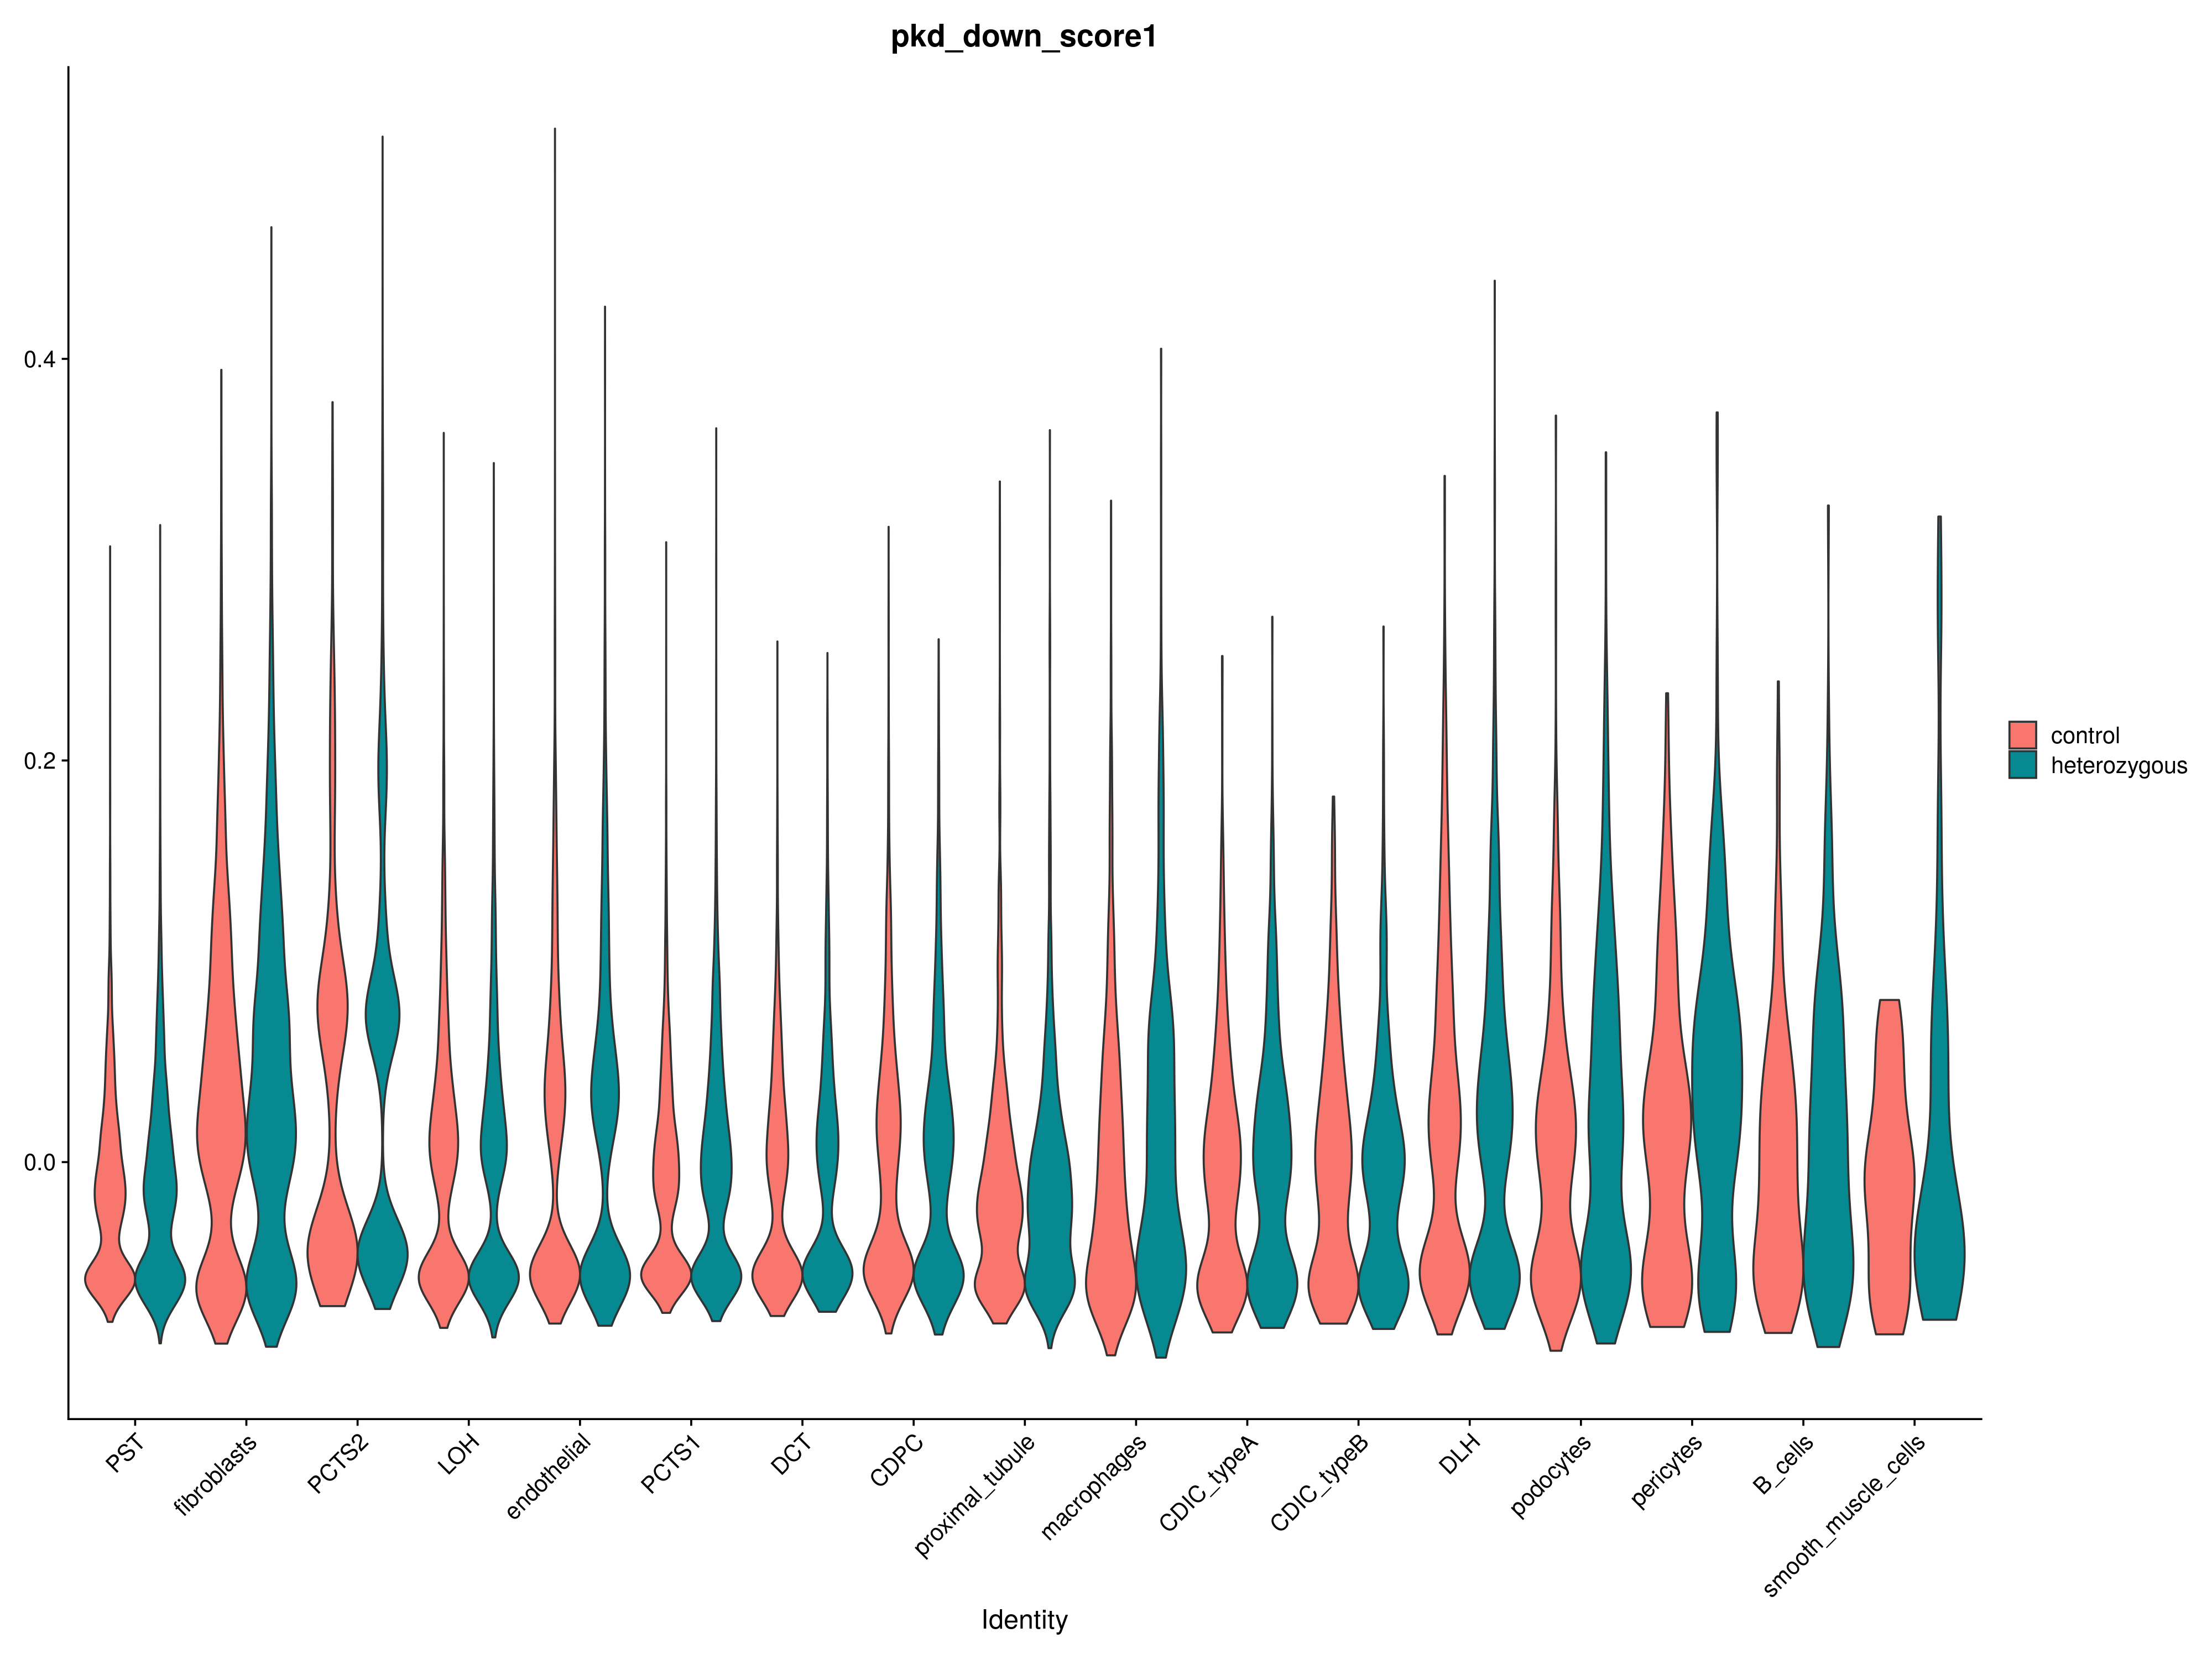 pkd_down_score1
0.4
0.2
0.0
control
heterozygous
PST
fibroblasts
PCTS2
LOH
endothelial
PCTS1
DCT
CDPC
proximal_tubule
macrophages
CDIC_typeA
CDIC_typeB
DLH
podocytes
pericytes
B_cells
smooth_muscle_cells
Identity